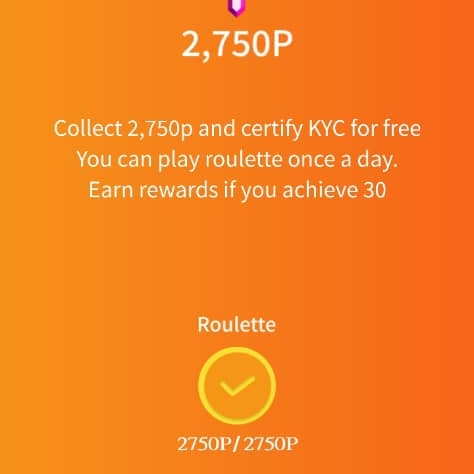 2,750P
Collect 2,750p and certify KYC for free
You can play roulette once a day.
Earn rewards if you achieve 30
Roulette
2750P/ 2750P